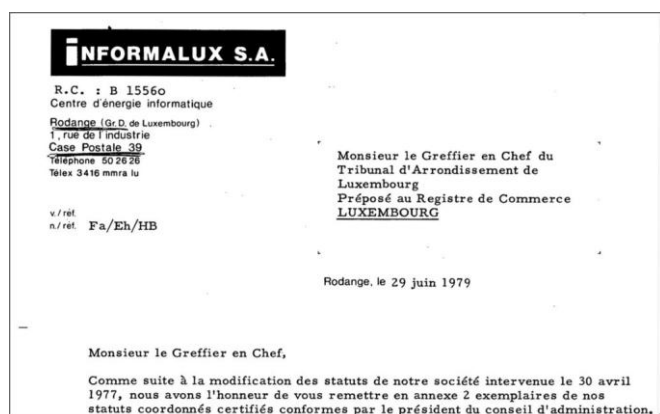 INFORMALUX S.A.
R.C. : B 1556o
Centre d'énergie informatique
Rodange (Gr. D. de Luxembourg)
1, rue de l'industrie
Case Postale 39
Téléphone 50 26 26
Télex 3416 mmra lu
Monsieur le Greffier en Chef du
Tribunal d'Arrondissement de
Luxembourg
Préposé au Registre de Commerce
LUXEMBOURG
v./réf.
n./réf. Fa/Eh/HB
Rodange, le 29 juin 1979
Monsieur le Greffier en Chef,
Comme suite à la modification des statuts de notre société intervenue le 30 avril
1977, nous avons l'honneur de vous remettre en annexe 2 exemplaires de nos
statuts coordonnés certifiés conformes par le président du conseil d'administration.